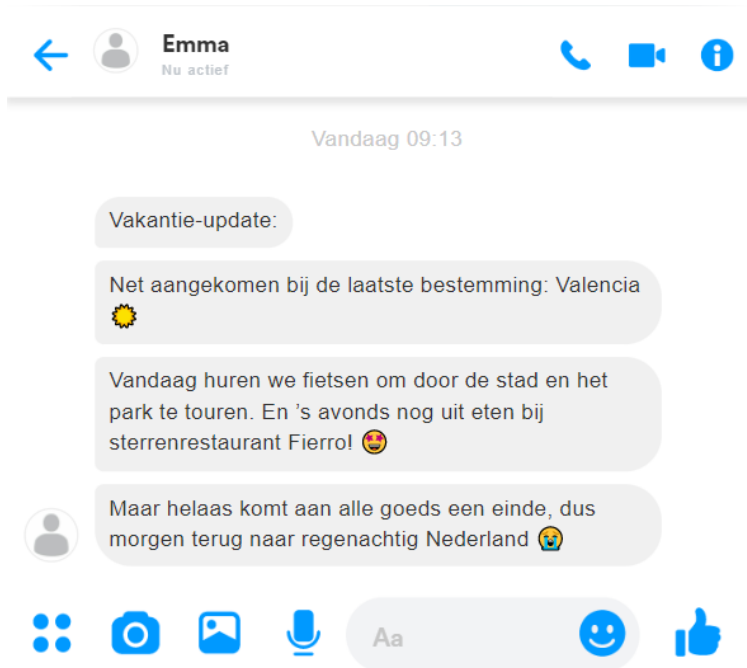 Emma
Nu actief
Vandaag 09:13
Vakantie-update:
Net aangekomen bij de laatste bestemming: Valencia
Vandaag huren we fietsen om door de stad en het
park te touren. En ’s avonds nog uit eten bij
sterrenrestaurant Fierro! 🤩
Maar helaas komt aan alle goeds een einde, dus
morgen terug naar regenachtig Nederland 😭
Aa